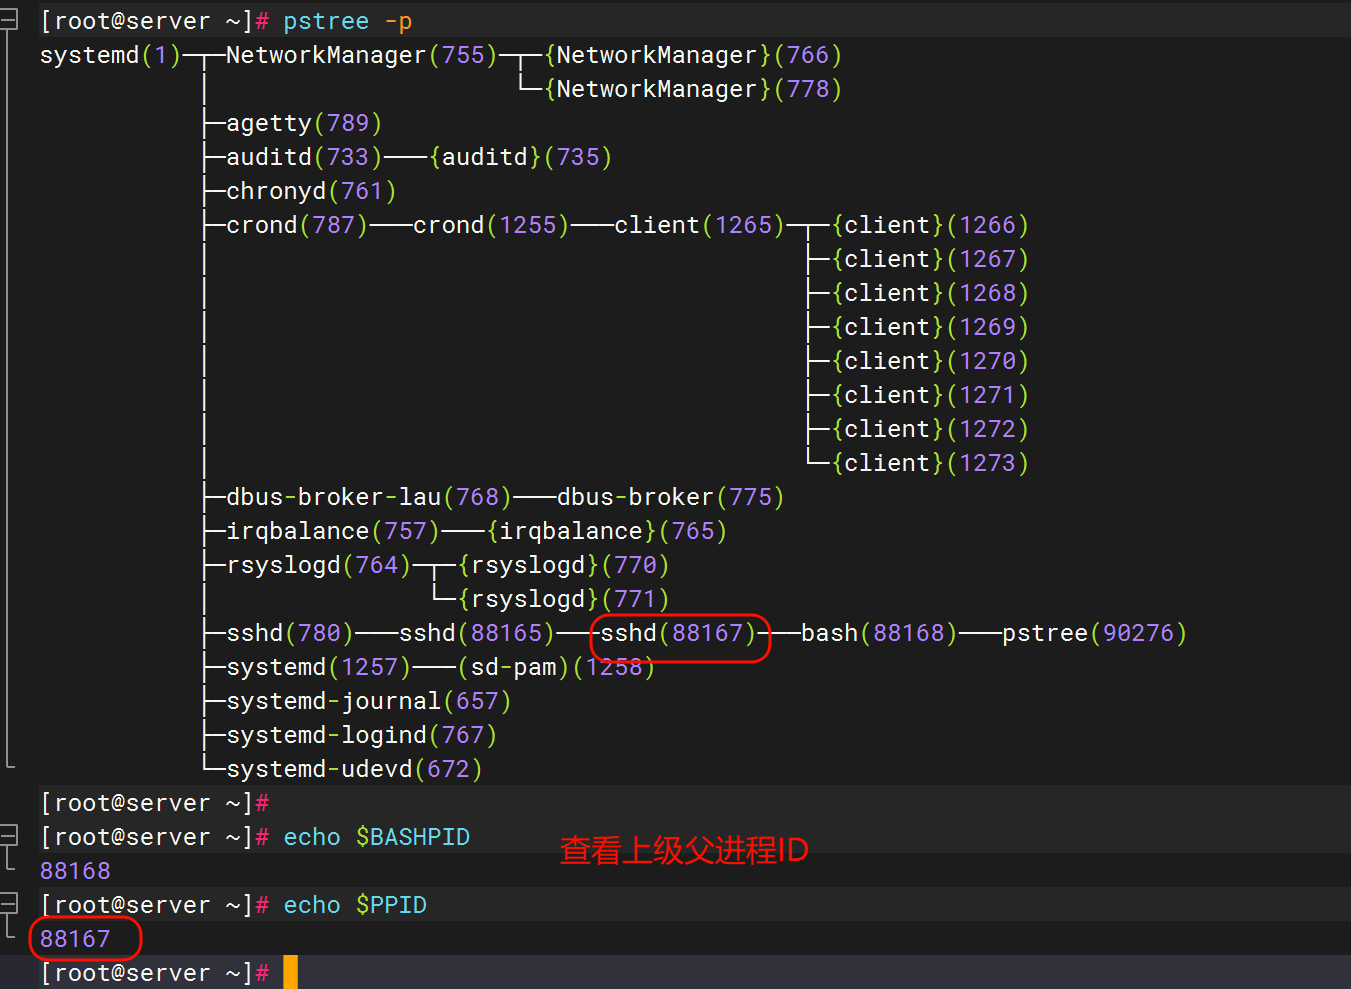 [root@server ~]# pstree -p
systemd(1)─┬─NetworkManager(755)─┬─{NetworkManager}(766)
           │                     └─{NetworkManager}(778)
           ├─agetty(789)
           ├─auditd(733)───{auditd}(735)
           ├─chronyd(761)
           ├─crond(787)───crond(1255)───client(1265)─┬─{client}(1266)
           │                                         ├─{client}(1267)
           │                                         ├─{client}(1268)
           │                                         ├─{client}(1269)
           │                                         ├─{client}(1270)
           │                                         ├─{client}(1271)
           │                                         ├─{client}(1272)
           │                                         └─{client}(1273)
           ├─dbus-broker-lau(768)───dbus-broker(775)
           ├─irqbalance(757)───{irqbalance}(765)
           ├─rsyslogd(764)─┬─{rsyslogd}(770)
           │               └─{rsyslogd}(771)
           ├─sshd(780)───sshd(88165)───sshd(88167)───bash(88168)───pstree(90276)
           ├─systemd(1257)───(sd-pam)(1258)
           ├─systemd-journal(657)
           ├─systemd-logind(767)
           └─systemd-udevd(672)
[root@server ~]#
[root@server ~]# echo $BASHPID
查看上级父进程ID
88168
[root@server ~]# echo $PPID
88167
[root@server ~]#